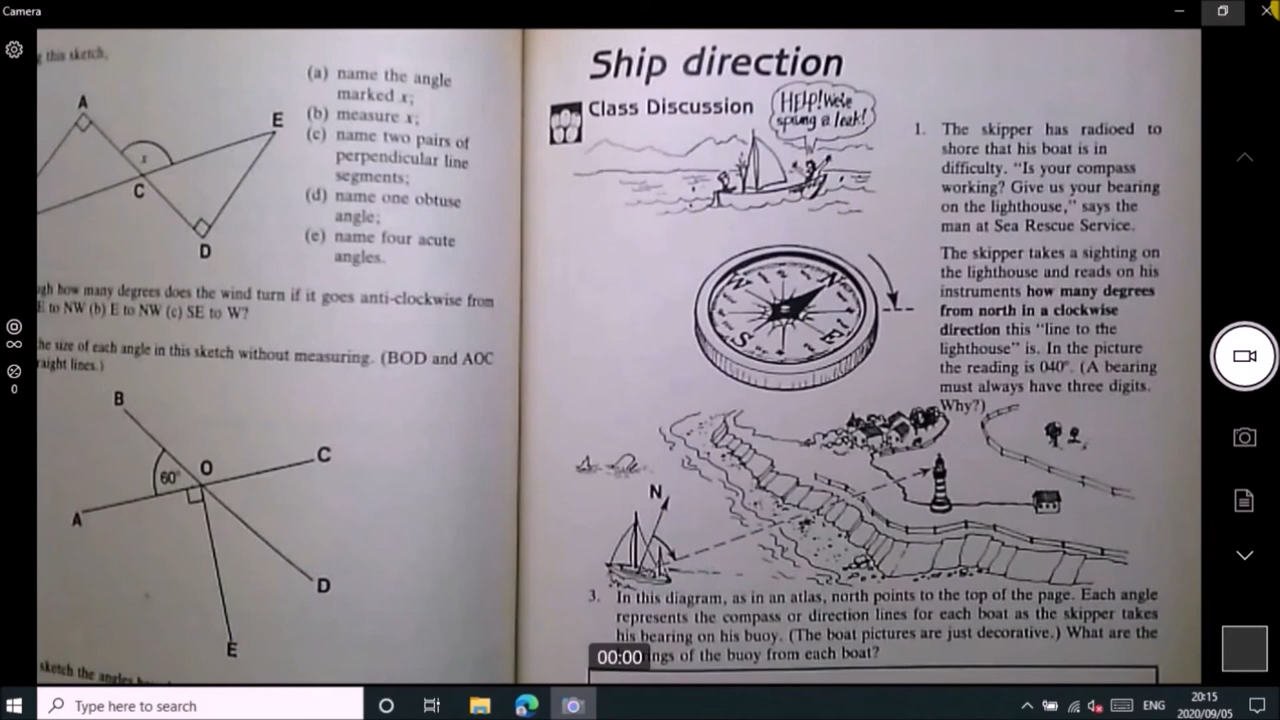 Camera
g this sketch,
(a) name the angle
marked x;
(b) measure x;
(c) name two pairs of
perpendicular line
segments;
(d) name one obtuse
angle;
(e) name four acute
angles.
A
E
x
C
D
how many degrees does the wind turn if it goes anti-clockwise from
E to NW (b) E to NW (c) SE to W?
the size of each angle in this sketch without measuring. (BOD and AOC
lines.)
B
O
C
60°
A
D
E
sketch the angles
Ship direction
Class Discussion
HELP! We've
sprung a leak!
1. The skipper has radioed to
shore that his boat is in
difficulty. "Is your compass
working? Give us your bearing
on the lighthouse," says the
man at Sea Rescue Service.
The skipper takes a sighting on
the lighthouse and reads on his
instruments how many degrees
from north in a clockwise
direction this "line to the
lighthouse" is. In the picture
the reading is 040°. (A bearing
must always have three digits.
Why?)
W
N
S
E
N
3. In this diagram, as in an atlas, north points to the top of the page. Each angle
represents the compass or direction lines for each boat as the skipper takes
his bearing on his buoy. (The boat pictures are just decorative.) What are the
ings of the buoy from each boat?
00:00
0
Type here to search
ENG
20:15
2020/09/05